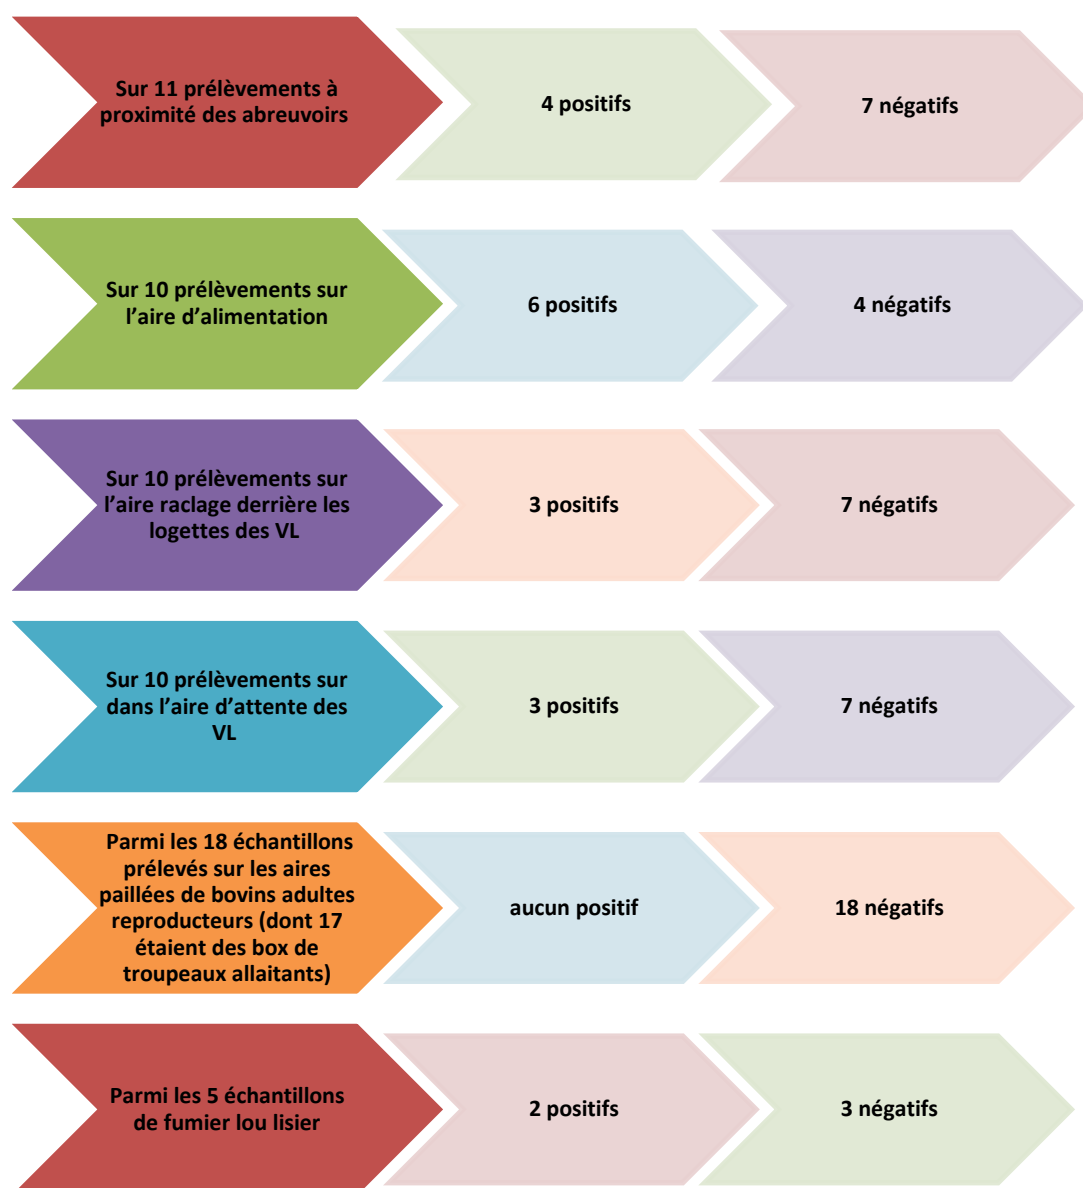 Sur 11 prélèvements à
proximité des abreuvoirs
4 positifs
7 négatifs
Sur 10 prélèvements sur
l'aire d'alimentation
6 positifs
4 négatifs
Sur 10 prélèvements sur
l'aire raclage derrière les
logettes des VL
3 positifs
7 négatifs
Sur 10 prélèvements sur
dans l'aire d'attente des
VL
3 positifs
7 négatifs
Parmi les 18 échantillons
prélevés sur les aires
paillées de bovins adultes
reproducteurs (dont 17
étaient des box de
troupeaux allaitants)
aucun positif
18 négatifs
Parmi les 5 échantillons
de fumier lou lisier
2 positifs
3 négatifs